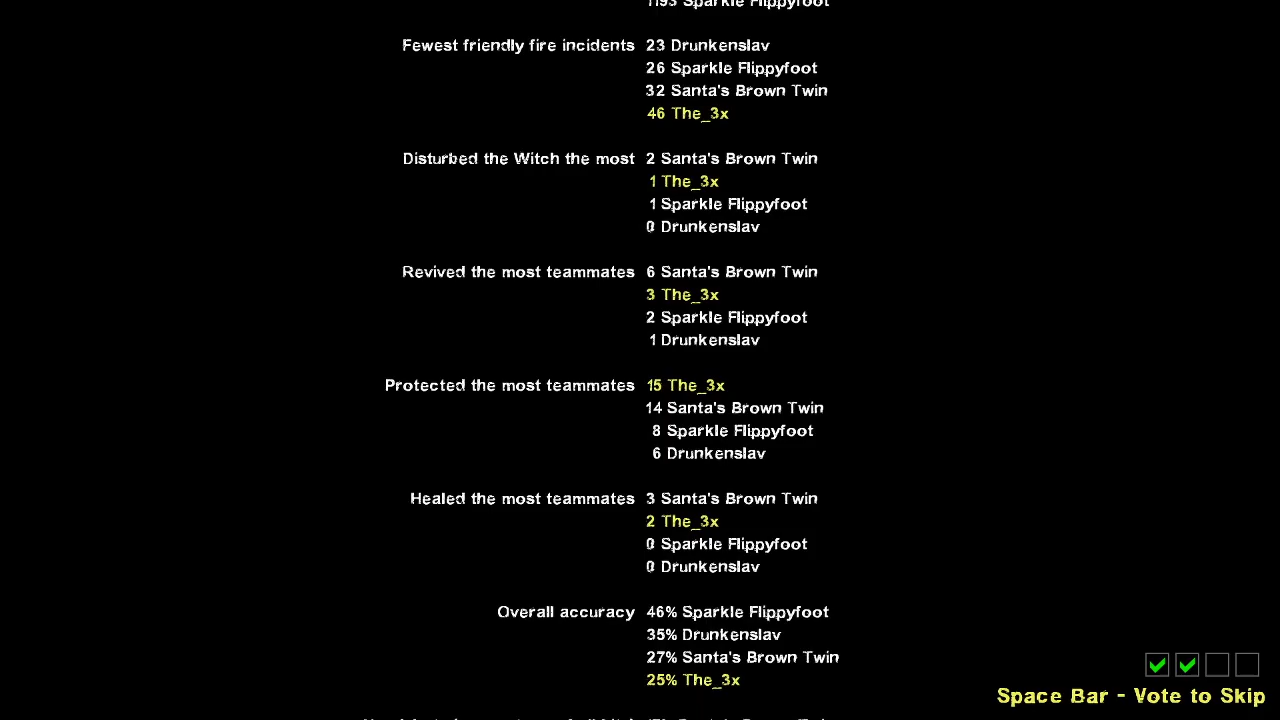 1193 Sparkle Flippyfoot
Fewest friendly fire incidents 23 Drunkenslav
26 Sparkle Flippyfoot
32 Santa's Brown Twin
46 The_3x
Disturbed the Witch the most 2 Santa's Brown Twin
1 The_3x
1 Sparkle Flippyfoot
0 Drunkenslav
Revived the most teammates 6 Santa's Brown Twin
3 The_3x
2 Sparkle Flippyfoot
1 Drunkenslav
Protected the most teammates 15 The_3x
14 Santa's Brown Twin
8 Sparkle Flippyfoot
6 Drunkenslav
Healed the most teammates 3 Santa's Brown Twin
2 The_3x
0 Sparkle Flippyfoot
0 Drunkenslav
Overall accuracy 46% Sparkle Flippyfoot
35% Drunkenslav
27% Santa's Brown Twin
25% The_3x
Space Bar - Vote to Skip